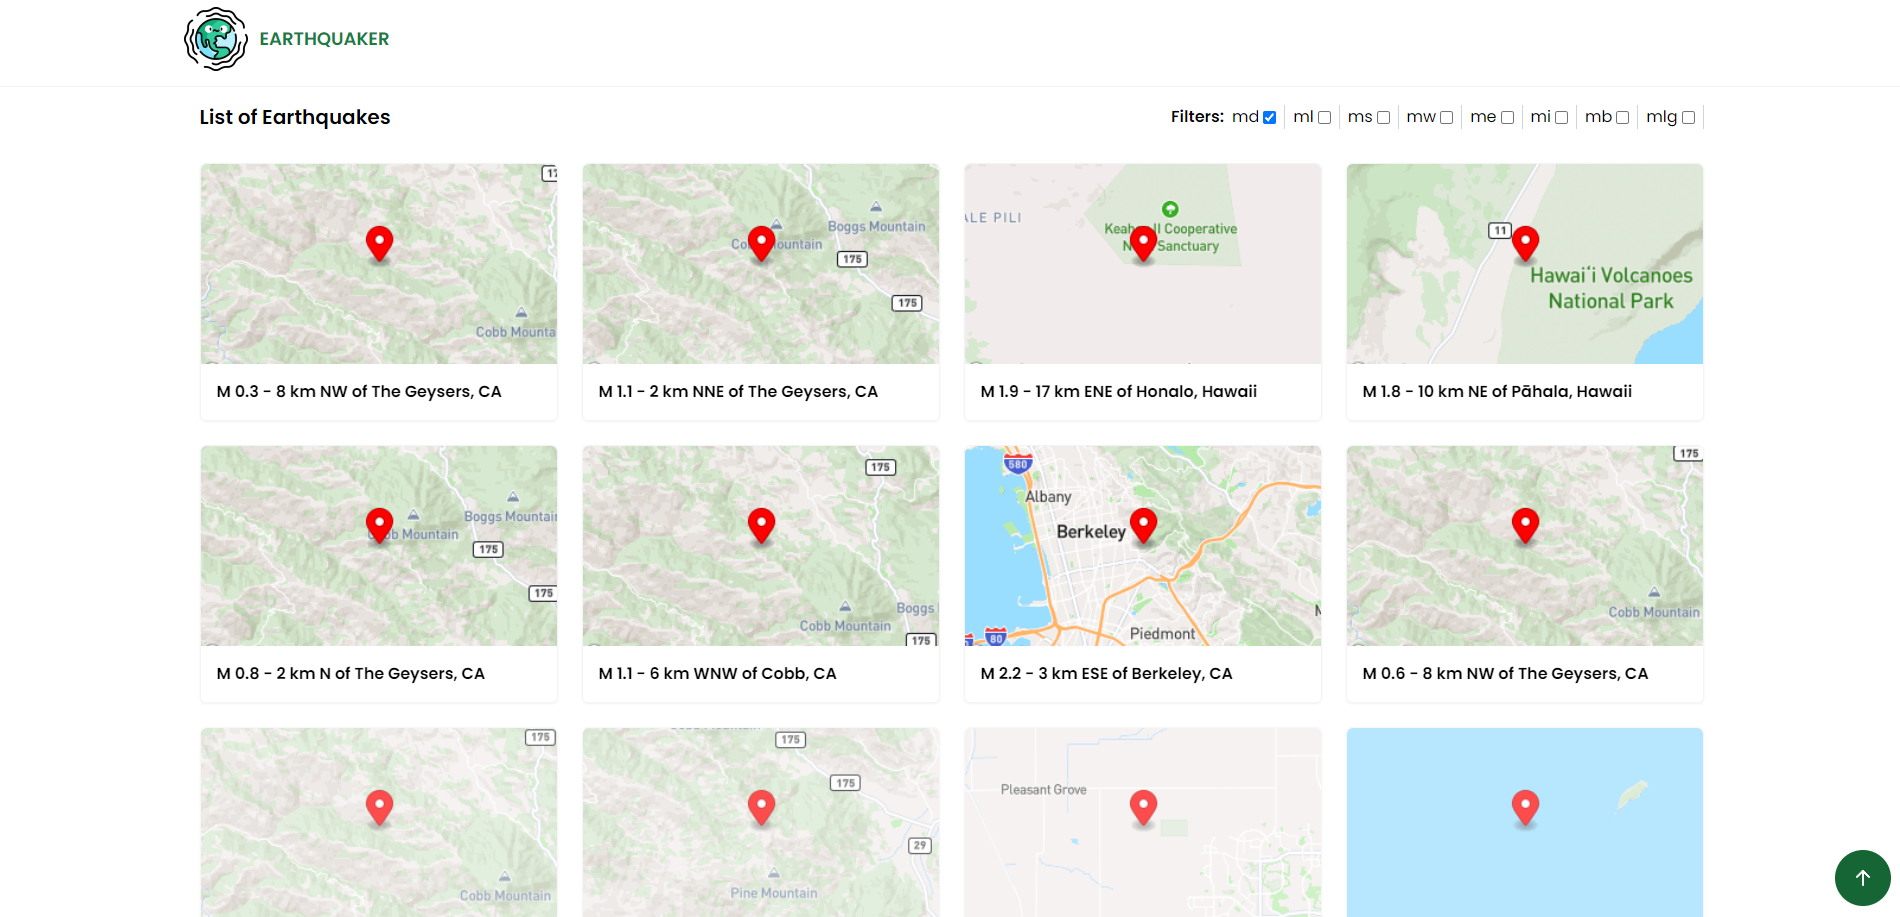 EARTHQUAKER
List of Earthquakes
Filters: md ml ms mw me mi mb mlg
Cobb
M 0.3 - 8 km NW of The Geysers, CA
Boggs Mountain
Mountain
175
175
M 1.1 - 2 km NNE of The Geysers, CA
PILI
Cooperative
Sanctuary
M 1.9 - 17 km ENE of Honalo, Hawaii
11
Hawaiʻi Volcanoes
National Park
M 1.8 - 10 km NE of Pāhala, Hawaii
Boggs
Mountain
175
175
M 0.8 - 2 km N of The Geysers, CA
175
Boggs
Cobb Mountain
175
M 1.1 - 6 km WNW of Cobb, CA
580
Albany
Berkeley
Piedmont
80
M 2.2 - 3 km ESE of Berkeley, CA
175
Cobb Mountain
M 0.6 - 8 km NW of The Geysers, CA
175
Cobb Mountain
175
175
29
Pine Mountain
Pleasant Grove